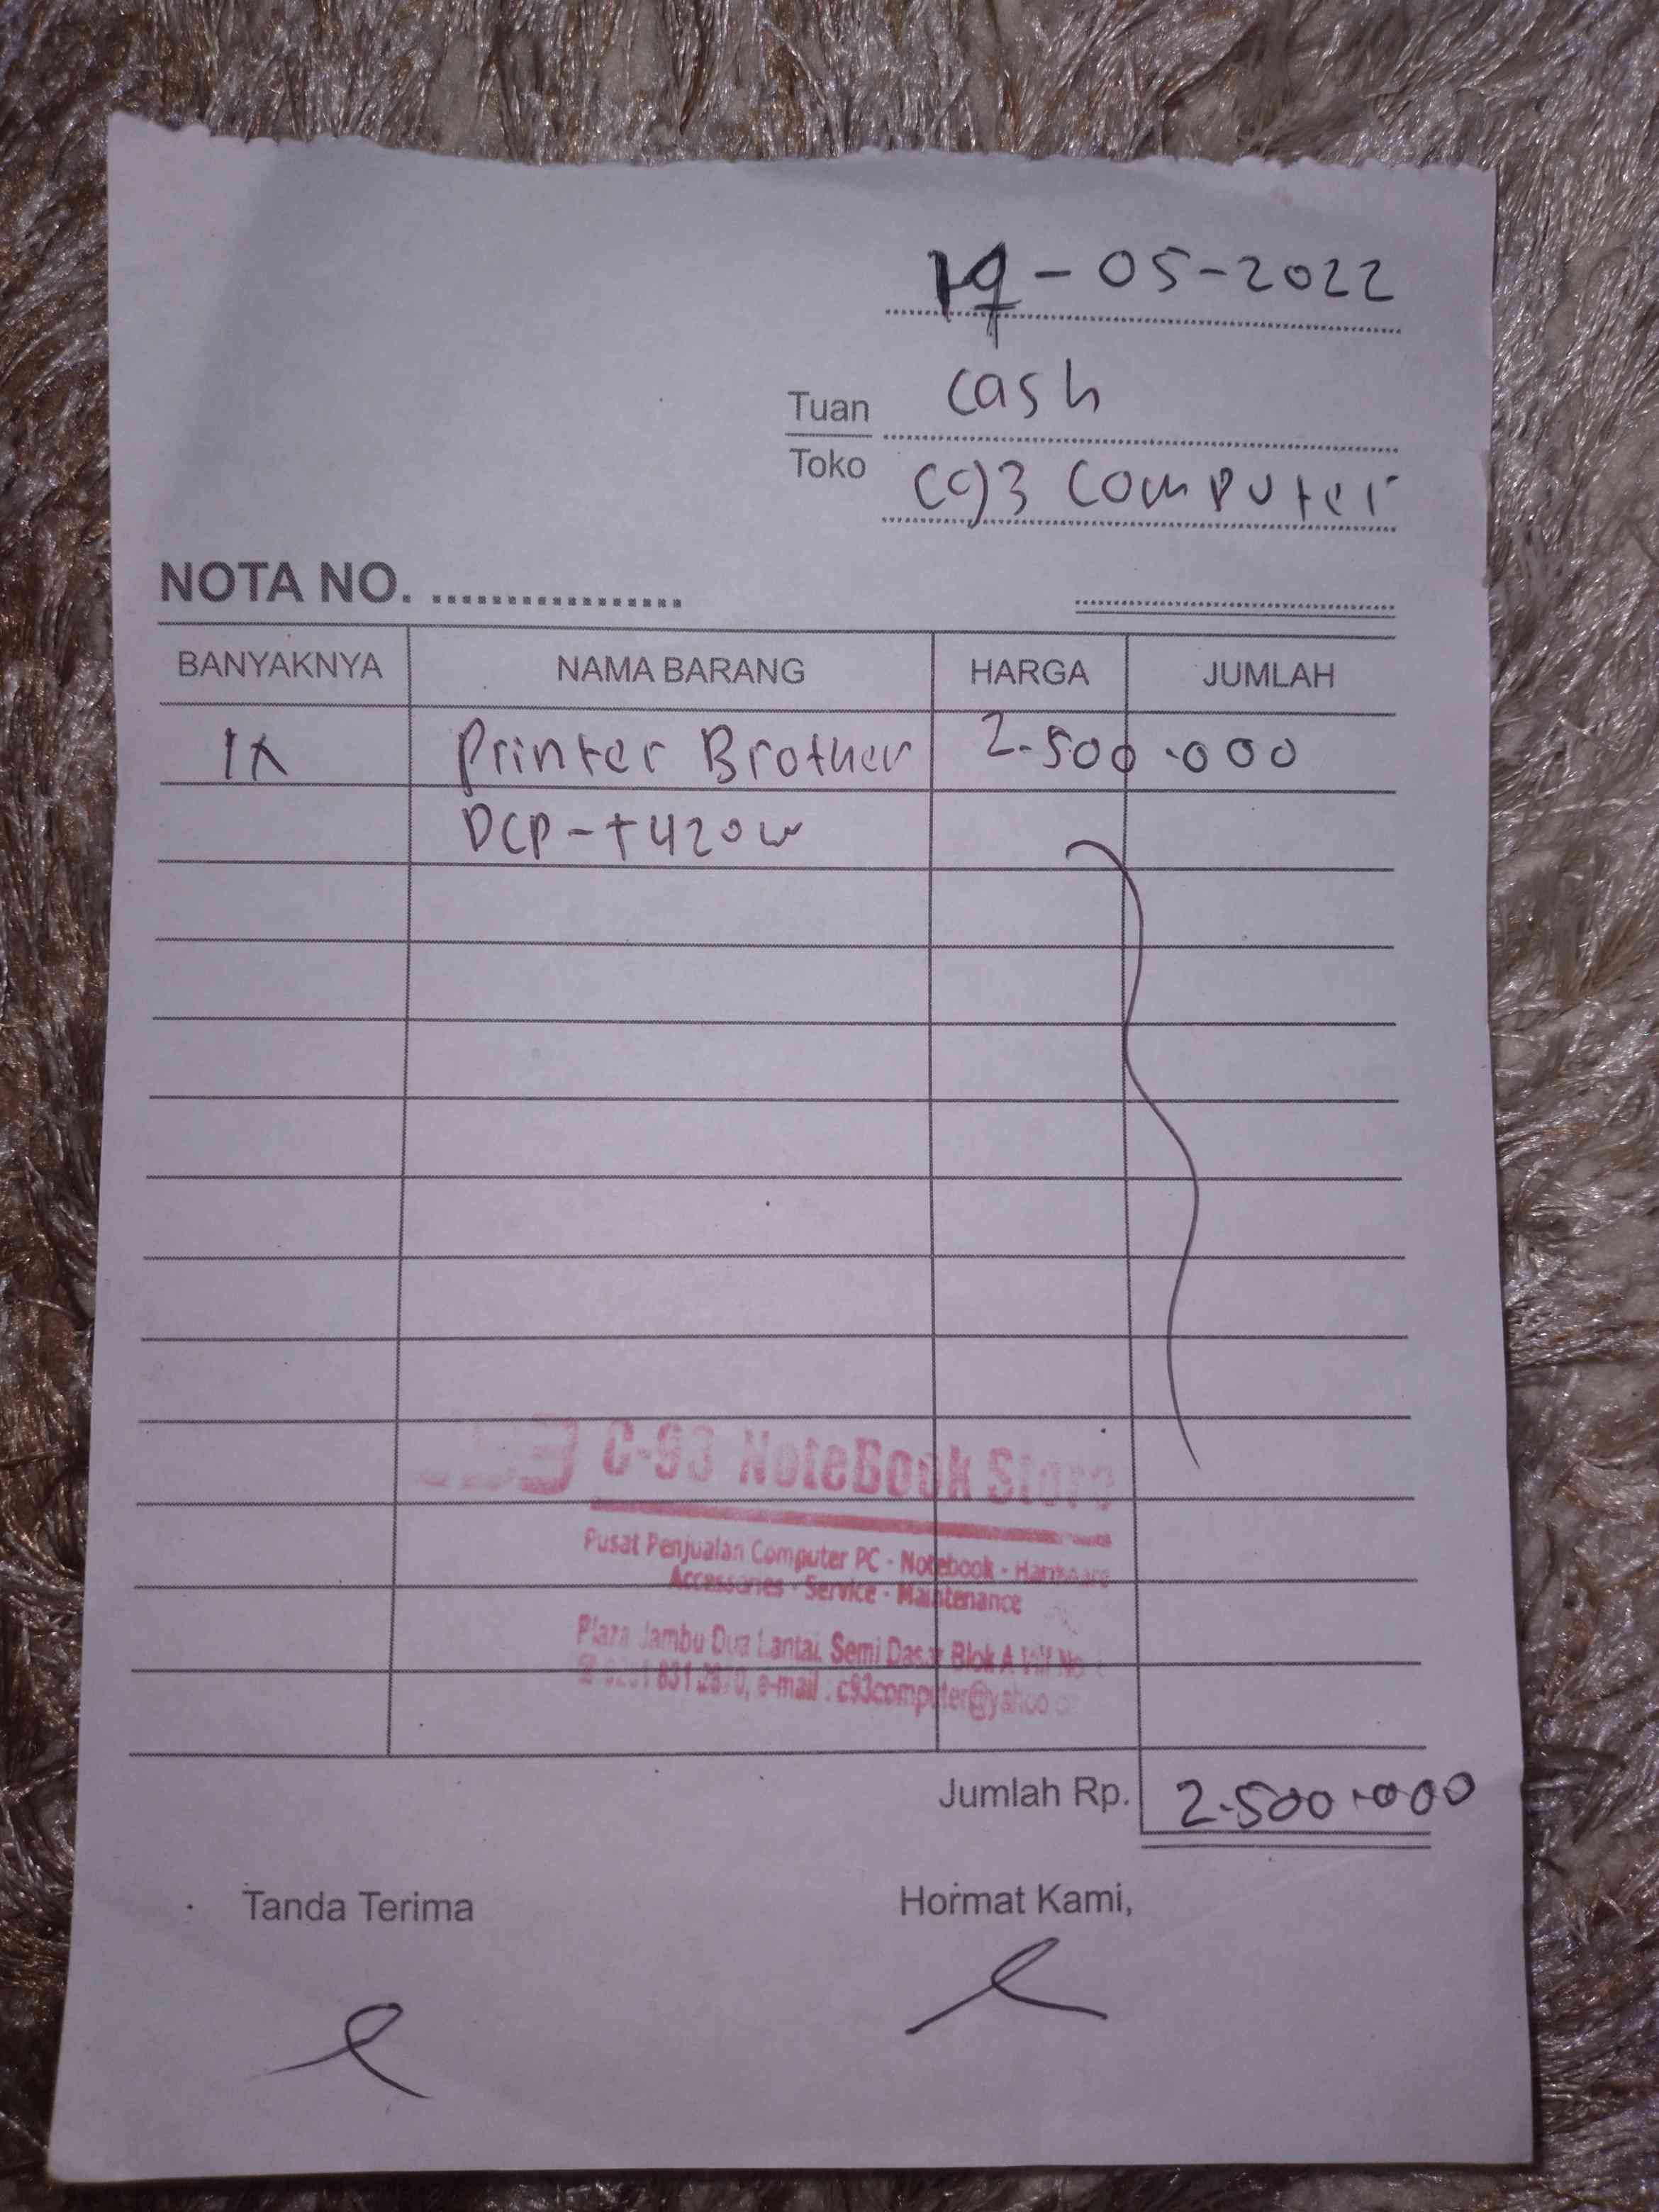 -05-2022
Tuan cash
Toko C93 Computer
NOTA NO. ..................
BANYAKNYA NAMA BARANG HARGA JUMLAH
1x Printer Brother 2.500.000
DCP-T420w
C-93 NoteBook Store
Pusat Penjualan Computer PC - Notebook - Hardware
Accessories - Service - Maintenance
Plaza Jambu Dua Lantai Semi Dasar Blok A No
e-mail : c93computer@yahoo
Jumlah Rp. 2.500.000
Tanda Terima Hormat Kami,